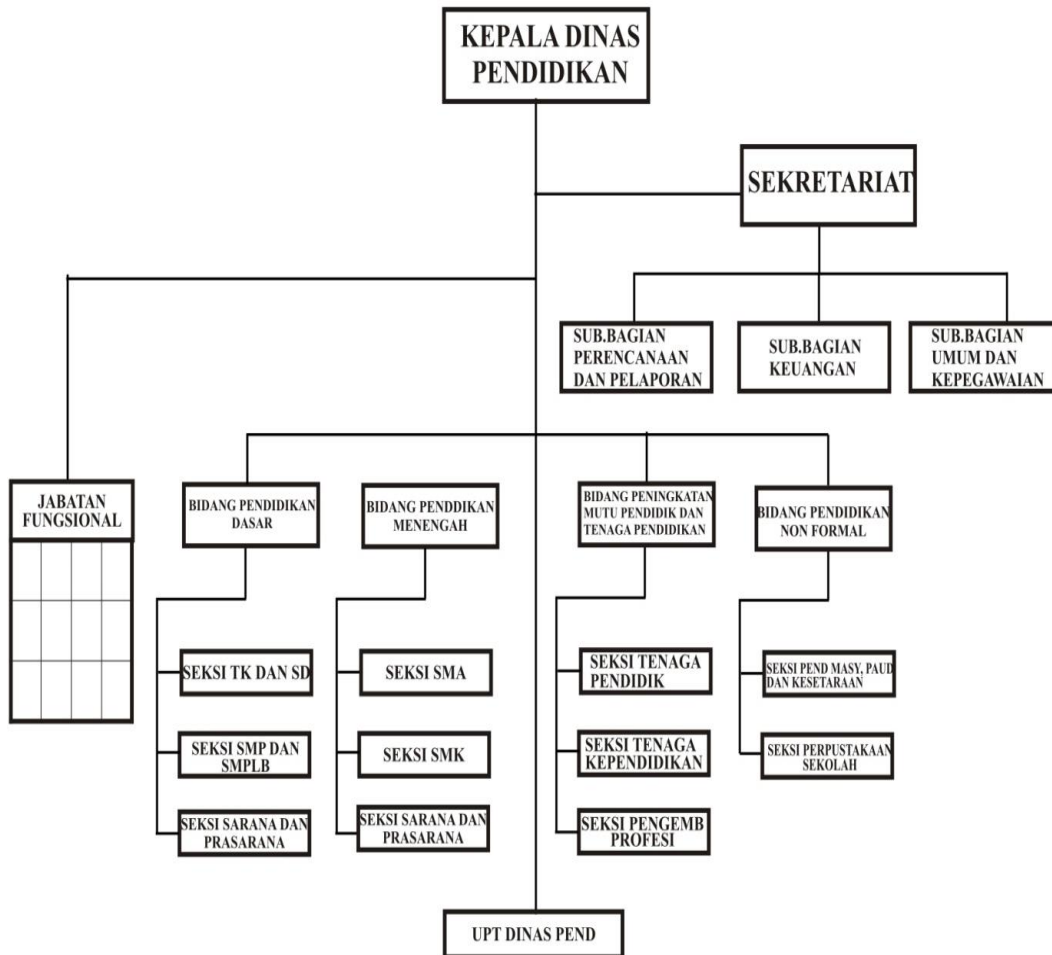 KEPALA DINAS
PENDIDIKAN
SEKRETARIAT
SUB.BAGIAN
PERENCANAAN
DAN PELAPORAN
SUB.BAGIAN
KEUANGAN
SUB.BAGIAN
UMUM DAN
KEPEGAWAIAN
JABATAN
FUNGSIONAL
BIDANG PENDIDIKAN
DASAR
BIDANG PENDDIKAN
MENENGAH
BIDANG PENINGKATAN
MUTU PENDIDIK DAN
TENAGA PENDIDIKAN
BIDANG PENDIDIKAN
NON FORMAL
SEKSI TK DAN SD
SEKSI SMP DAN
SMPLB
SEKSI SARANA DAN
PRASARANA
SEKSI SMA
SEKSI SMK
SEKSI SARANA DAN
PRASARANA
SEKSI TENAGA
PENDIDIK
SEKSI TENAGA
KEPENDIDIKAN
SEKSI PENGEMB
PROFESI
SEKSI PEND MASY, PAUD
DAN KESETARAAN
SEKSI PERPUSTAKAAN
SEKOLAH
UPT DINAS PEND